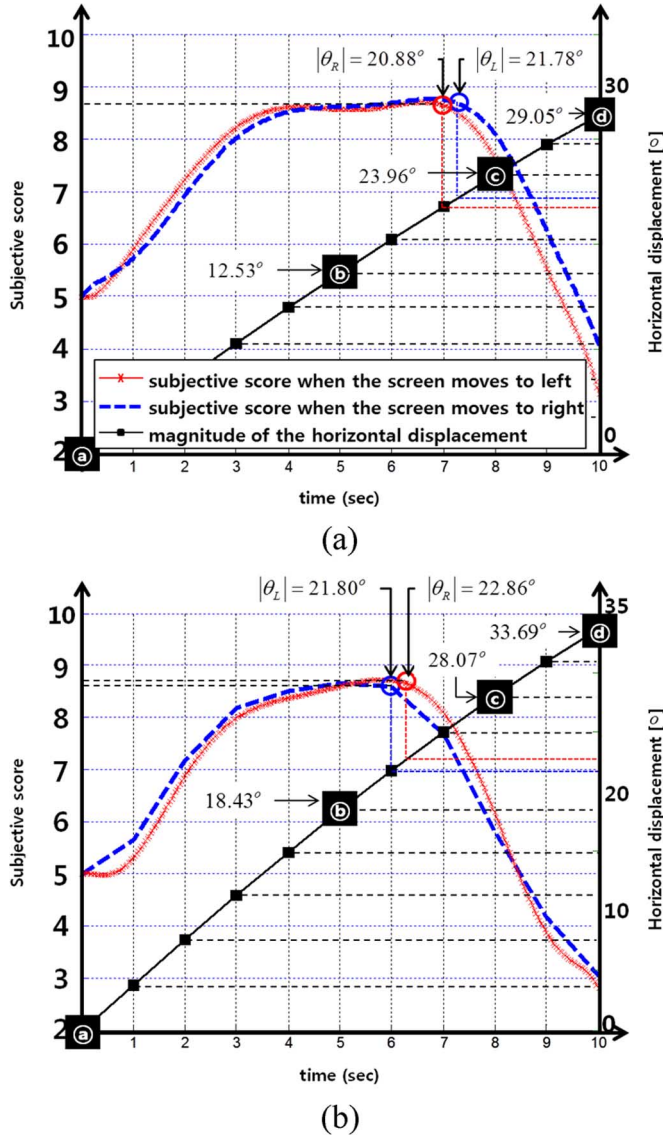 |θR| = 20.88° |θL| = 21.78°
10
30
9
29.05° ⓓ
8
23.96° ⓒ
7
6
12.53° ⓑ
5
4
3
2
0
Subjective score
Horizontal displacement [○]
subjective score when the screen moves to left
subjective score when the screen moves to right
magnitude of the horizontal displacement
ⓐ 1 2 3 4 5 6 7 8 9 10
time (sec)
(a)
|θL| = 21.80° |θR| = 22.86°
10
35
9
33.69° ⓓ
28.07° ⓒ
8
7
18.43° ⓑ
20
6
5
4
10
3
2
0
Subjective score
Horizontal displacement [○]
ⓐ 1 2 3 4 5 6 7 8 9 10
time (sec)
(b)